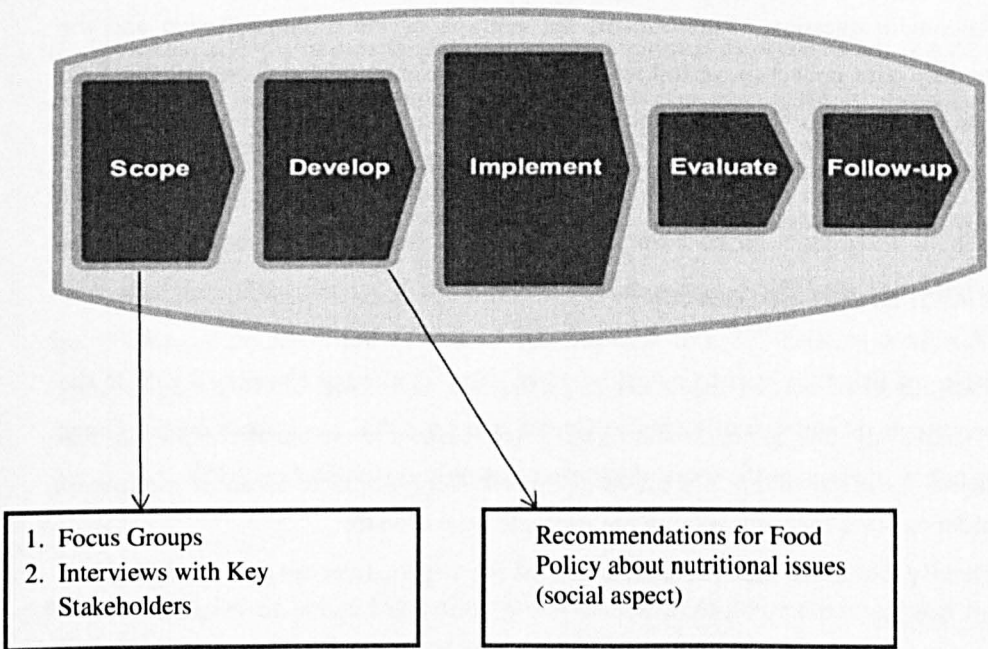 Scope
Develop
Implement
Evaluate
Follow-up
1. Focus Groups
2. Interviews with Key
Stakeholders
Recommendations for Food
Policy about nutritional issues
(social aspect)